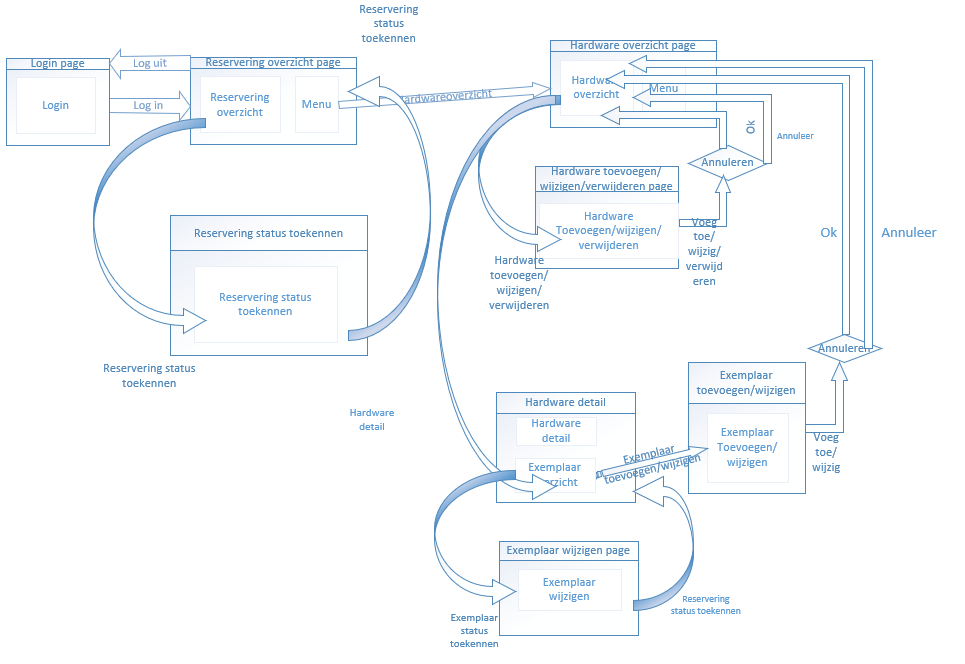 Reservering
status
toekennen
Login page
Log uit
Login
Log in
Reservering overzicht page
Reservering
overzicht
Menu
Hardwareoverzicht
Hardware overzicht page
Hardware
overzicht
Menu
Ok
Annuleer
Annuleren
Hardware toevoegen/
wijzigen/verwijderen page
Hardware
Toevoegen/wijzigen/
verwijderen
Voeg
toe/
wijzig/
verwijd
eren
Hardware
toevoegen/
wijzigen/
verwijderen
Ok
Annuleer
Reservering status toekennen
Reservering status
toekennen
Reservering status
toekennen
Annuleren
Hardware
detail
Hardware detail
Hardware
detail
Exemplaar
overzicht
Exemplaar
toevoegen/wijzigen
Exemplaar
toevoegen/wijzigen
Exemplaar
Toevoegen/
wijzigen
Voeg
toe/
wijzig
Exemplaar wijzigen page
Exemplaar
wijzigen
Exemplaar
status
toekennen
Reservering
status toekennen